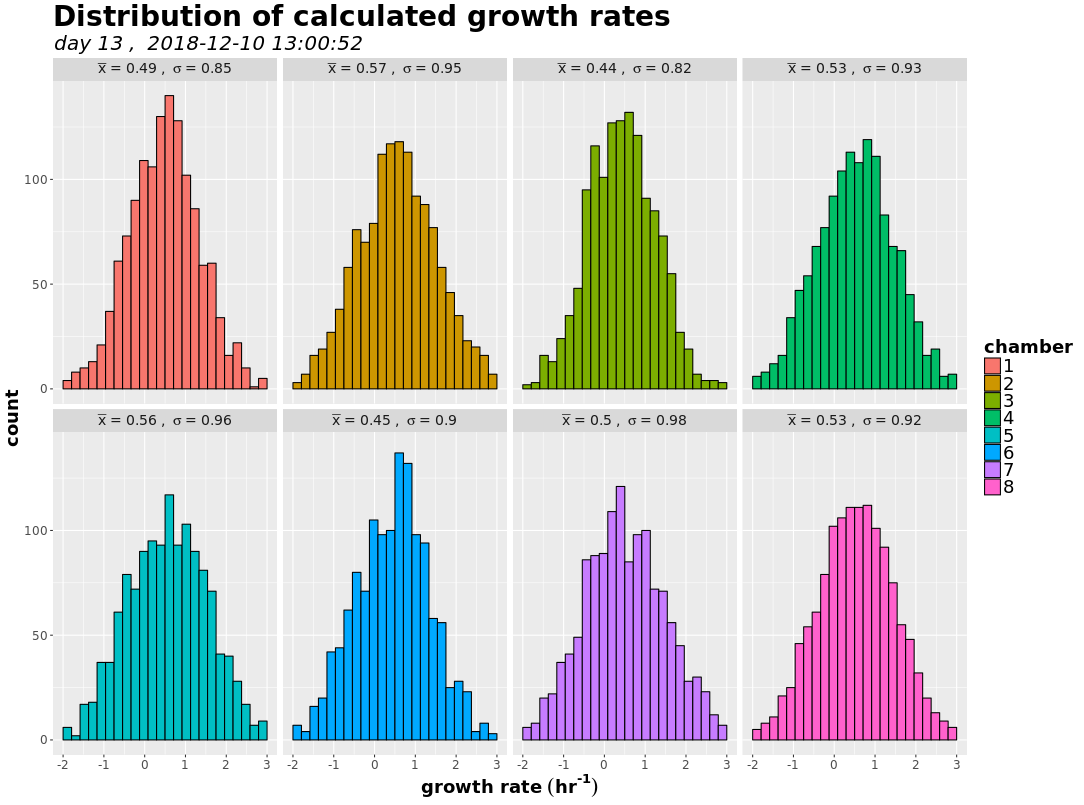 Distribution of calculated growth rates
day 13 , 2018-12-10 13:00:52
x̅ = 0.49 , σ = 0.85
x̅ = 0.57 , σ = 0.95
x̅ = 0.44 , σ = 0.82
x̅ = 0.53 , σ = 0.93
100
50
0
x̅ = 0.56 , σ = 0.96
x̅ = 0.45 , σ = 0.9
x̅ = 0.5 , σ = 0.98
x̅ = 0.53 , σ = 0.92
100
50
0
-2 -1 0 1 2 3
-2 -1 0 1 2 3
-2 -1 0 1 2 3
-2 -1 0 1 2 3
count
growth rate (hr⁻¹)
chamber
1
2
3
4
5
6
7
8